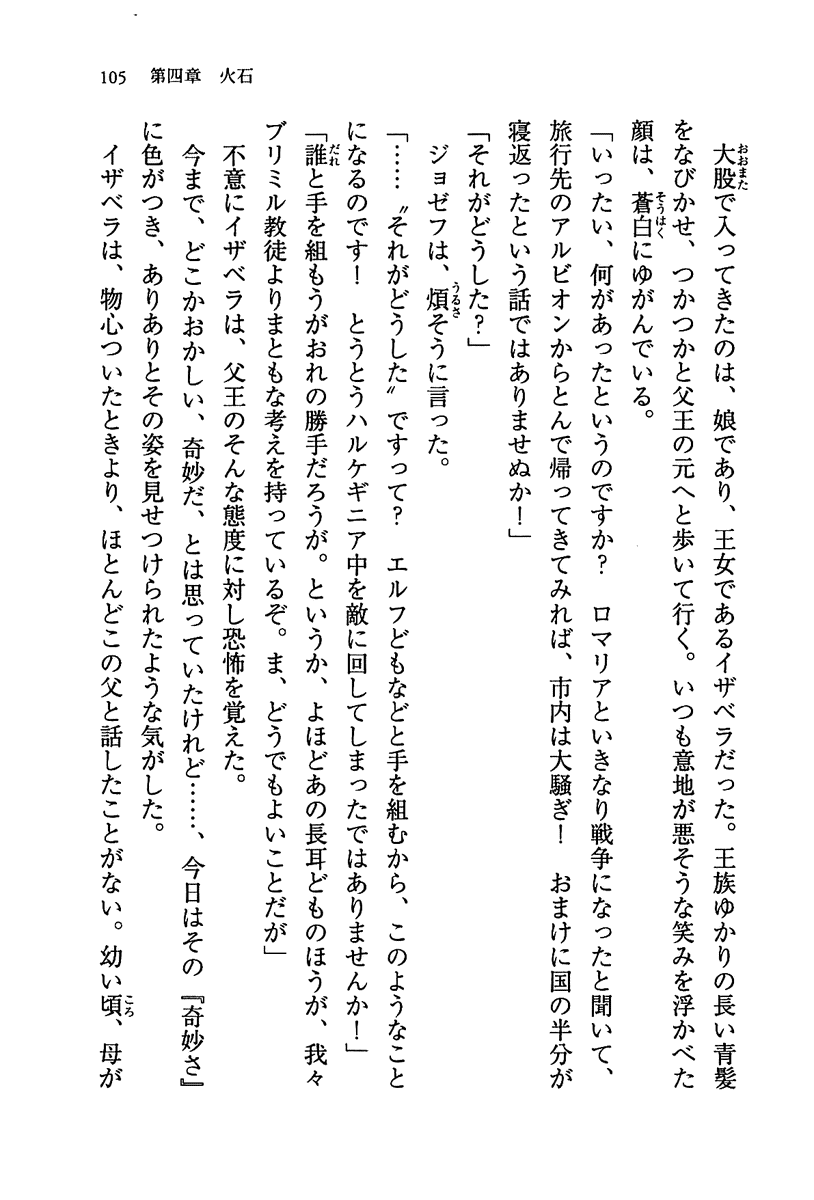 105　第四章　火石
大股で入ってきたのは、娘であり、王女であるイザベラだった。王族ゆかりの長い青髪
をなびかせ、つかつかと父王の元へと歩いて行く。いつも意地が悪そうな笑みを浮かべた
顔は、蒼白にゆがんでいる。
「いったい、何があったというのですか？　ロマリアといきなり戦争になったと聞いて、
旅行先のアルビオンからとんで帰ってきてみれば、市内は大騒ぎ！　おまけに国の半分が
寝返ったという話ではありませぬか！」
「それがどうした？」
ジョゼフは、煩そうに言った。
「……〝それがどうした〟ですって？　エルフどもなどと手を組むから、このようなこと
になるのです！　とうとうハルケギニア中を敵に回してしまったではありませんか！」
「誰と手を組もうがおれの勝手だろうが。というか、よほどあの長耳どものほうが、我々
ブリミル教徒よりまともな考えを持っているぞ。ま、どうでもよいことだが」
不意にイザベラは、父王のそんな態度に対し恐怖を覚えた。
今まで、どこかおかしい、奇妙だ、とは思っていたけれど……、今日はその『奇妙さ』
に色がつき、ありありとその姿を見せつけられたような気がした。
イザベラは、物心ついたときより、ほとんどこの父と話したことがない。幼い頃、母が